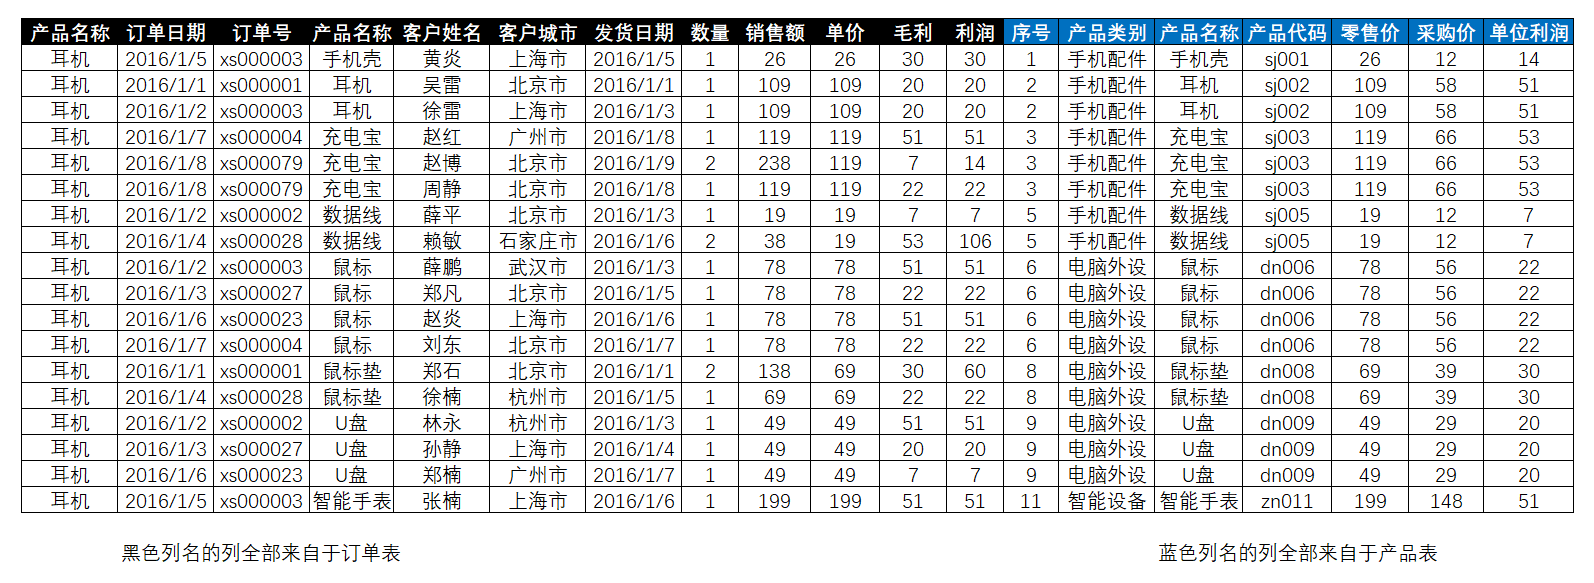 产品名称 订单日期 订单号 产品名称 客户姓名 客户城市 发货日期 数量 销售额 单价 毛利 利润 序号 产品类别 产品名称 产品代码 零售价 采购价 单位利润
耳机 2016/1/5 xs000003 手机壳 黄炎 上海市 2016/1/5 1 26 26 30 30 1 手机配件 手机壳 sj001 26 12 14
耳机 2016/1/1 xs000001 耳机 吴雷 北京市 2016/1/1 1 109 109 20 20 2 手机配件 耳机 sj002 109 58 51
耳机 2016/1/2 xs000003 耳机 徐雷 上海市 2016/1/3 1 109 109 20 20 2 手机配件 耳机 sj002 109 58 51
耳机 2016/1/7 xs000004 充电宝 赵红 广州市 2016/1/8 1 119 119 51 51 3 手机配件 充电宝 sj003 119 66 53
耳机 2016/1/8 xs000079 充电宝 赵博 北京市 2016/1/9 2 238 119 7 14 3 手机配件 充电宝 sj003 119 66 53
耳机 2016/1/8 xs000079 充电宝 周静 北京市 2016/1/8 1 119 119 22 22 3 手机配件 充电宝 sj003 119 66 53
耳机 2016/1/2 xs000002 数据线 薛平 北京市 2016/1/3 1 19 19 7 7 5 手机配件 数据线 sj005 19 12 7
耳机 2016/1/4 xs000028 数据线 赖敏 石家庄市 2016/1/6 2 38 19 53 106 5 手机配件 数据线 sj005 19 12 7
耳机 2016/1/2 xs000003 鼠标 薛鹏 武汉市 2016/1/3 1 78 78 51 51 6 电脑外设 鼠标 dn006 78 56 22
耳机 2016/1/3 xs000027 鼠标 郑凡 北京市 2016/1/5 1 78 78 22 22 6 电脑外设 鼠标 dn006 78 56 22
耳机 2016/1/6 xs000023 鼠标 赵炎 上海市 2016/1/6 1 78 78 51 51 6 电脑外设 鼠标 dn006 78 56 22
耳机 2016/1/7 xs000004 鼠标 刘东 北京市 2016/1/7 1 78 78 22 22 6 电脑外设 鼠标 dn006 78 56 22
耳机 2016/1/1 xs000001 鼠标垫 郑石 北京市 2016/1/1 2 138 69 30 60 8 电脑外设 鼠标垫 dn008 69 39 30
耳机 2016/1/4 xs000028 鼠标垫 徐楠 杭州市 2016/1/5 1 69 69 22 22 8 电脑外设 鼠标垫 dn008 69 39 30
耳机 2016/1/2 xs000002 U盘 林永 杭州市 2016/1/3 1 49 49 51 51 9 电脑外设 U盘 dn009 49 29 20
耳机 2016/1/3 xs000027 U盘 孙静 上海市 2016/1/4 1 49 49 20 20 9 电脑外设 U盘 dn009 49 29 20
耳机 2016/1/6 xs000023 U盘 郑楠 广州市 2016/1/7 1 49 49 7 7 9 电脑外设 U盘 dn009 49 29 20
耳机 2016/1/5 xs000003 智能手表 张楠 上海市 2016/1/6 1 199 199 51 51 11 智能设备 智能手表 zn011 199 148 51
黑色列名的列全部来自于订单表 蓝色列名的列全部来自于产品表